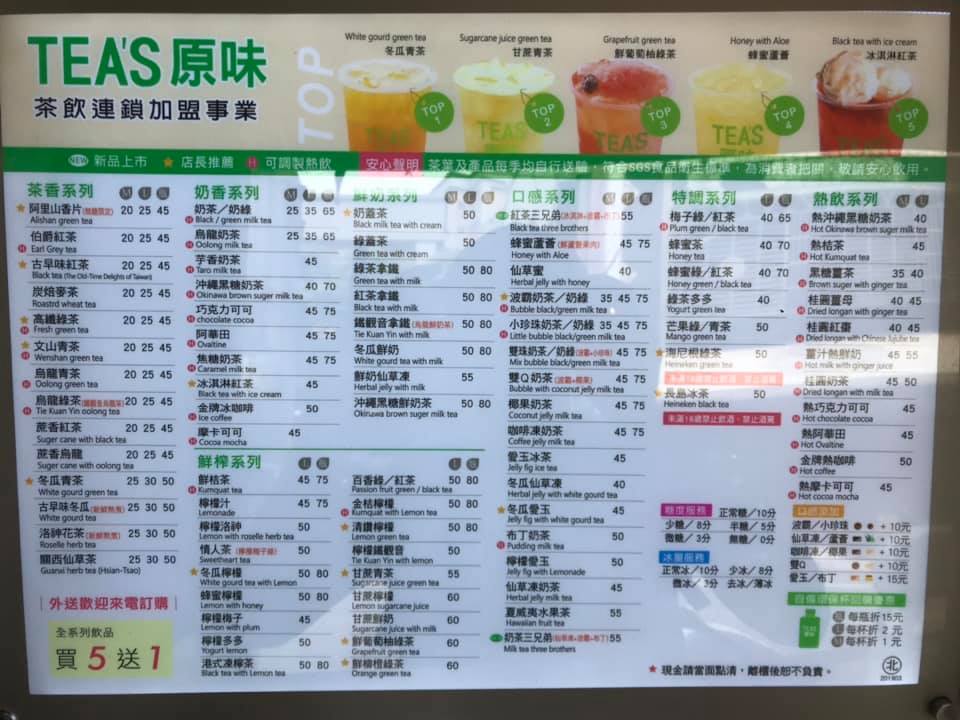 TEA'S 原味
茶飲連鎖加盟事業
TOP
White gourd green tea
冬瓜青茶
TOP 1
Sugarcane juice green tea
甘蔗青茶
TOP 2
Grapefruit green tea
鮮葡萄柚綠茶
TOP 3
Honey with Aloe
蜂蜜蘆薈
TOP 4
Black tea with ice cream
冰淇淋紅茶
TOP 5
NEW 新品上市 ★ 店長推薦 H 可調製熱飲 安心聲明 茶葉及產品每季均自行送驗，符合SGS食品衛生標準，為消費者把關，敬請安心飲用。
茶香系列 M L 瓶
阿里山香片 20 25 45
Alishan green tea
伯爵紅茶 20 25 45
Earl Grey tea
古早味紅茶 20 25 45
Black tea (The Old-Time Delights of Taiwan)
炭焙麥茶 20 25 45
Roastrd wheat tea
高纖綠茶 20 25 45
Fresh green tea
文山青茶 20 25 45
Wenshan green tea
烏龍青茶 20 25 45
Oolong green tea
烏龍綠茶 20 25 45
Tie Kuan Yin oolong tea
蔗香紅茶 20 25 45
Sugar cane with black tea
蔗香烏龍 20 25 45
Sugar cane with oolong tea
冬瓜青茶 25 30 50
White gourd green tea
古早味冬瓜 25 30 50
White gourd tea
洛神花茶 25 30 50
Roselle herb tea
關西仙草茶 25 30 50
Guanxi herb tea (Hsian-Tsao)
外送歡迎來電訂購
全系列飲品
買5送1
奶香系列 M L 瓶
奶茶／奶綠 25 35 65
Black / green milk tea
烏龍奶茶 25 35 65
Oolong milk tea
芋香奶茶 45
Taro milk tea
沖繩黑糖奶茶 40 70
Okinawa brown suger milk tea
巧克力可可 45 75
chocolate cocoa
阿華田 45 75
Ovaltine
焦糖奶茶 45 75
Caramel milk tea
冰淇淋紅茶 45
Black tea with ice cream
金牌冰咖啡 50
Ice coffee
摩卡可可 45
Cocoa mocha
鮮奶系列 L 瓶
奶蓋茶 50
Black milk tea with cream
綠蓋茶 50
Green tea with cream
綠茶拿鐵 50 80
Green tea with milk
紅茶拿鐵 50 80
Black tea with milk
鐵觀音拿鐵(烏龍鮮奶茶) 50 80
Tie Kuan Yin with milk
冬瓜鮮奶 50 80
White gourd tea with milk
鮮奶仙草凍 50
Herbal jelly with milk
沖繩黑糖鮮奶茶 50 80
Okinawa brown suger milk tea
鮮榨系列 L 瓶
鮮桔茶 45 75
Kumquat tea
檸檬汁 45 75
Lemonade
檸檬洛神 50
Lemon with roselle herb tea
情人茶 50
Sweetheart tea
冬瓜檸檬 50 80
White gourd tea with Lemon
蜂蜜檸檬 50 80
Lemon with honey
檸檬梅子 45
Lemon with plum
檸檬多多 50
Yogurt lemon
港式凍檸茶 50 80
Black tea with Lemon
L 瓶
百香綠／紅茶 50 80
Passion fruit green / black tea
金桔檸檬 50 80
Kumquat with Lemon tea
清鑽檸檬 50 80
Lemon green tea
檸檬鐵觀音 50
Tie Kuan Yin with lemon
甘蔗青茶 55
Sugarcane juice green tea
甘蔗檸檬 60
Sugarcane juice lemon
甘蔗鮮奶 60
Sugarcane juice with milk
鮮葡萄柚綠茶 60
Grapefruit green tea
鮮柳橙綠茶 60
Orange green tea
口感系列 M L 瓶
紅茶三兄弟 55
Black tea three brothers
蜂蜜蘆薈 45 75
Honey with Aloe
仙草蜜 40
Herbal jelly with honey
波霸奶茶／奶綠 35 45 75
Bubble black/green milk tea
小珍珠奶茶／奶綠 35 45 75
Little bubble black/green milk tea
雙珠奶茶／奶綠(波霸+小珍珠) 45 75
Mix bubble black/green milk tea
雙Q奶茶(波霸+椰果) 45 75
Bubble with coconut jelly milk tea
椰果奶茶 45 75
Coconut jelly milk tea
咖啡凍奶茶 45 75
Coffee jelly milk tea
愛玉冰茶 45
Jelly fig ice tea
冬瓜仙草凍 40
Herbal jelly with white gourd tea
冬瓜愛玉 45
Jelly fig with white gourd tea
布丁奶茶 50
Pudding milk tea
愛玉檸檬 50
Jelly fig with Lemonade
仙草凍奶茶 45
Herbal jelly milk tea
夏威夷水果茶 55
Hawaiian fruit tea
奶茶三兄弟 55
Milk tea three brothers
特調系列 L 瓶
梅子綠／紅茶 40 65
Plum green / black tea
蜂蜜茶 40 70
Honey tea
蜂蜜綠／紅茶 40 70
Honey green / black tea
綠茶多多 40
Yogurt green tea
芒果綠／青茶 50
Mango green tea
海尼根綠茶 50
Heineken green tea
未滿18歲禁止飲酒，禁止酒駕
長島冰茶 50
Heineken black tea
未滿18歲禁止飲酒，禁止酒駕
糖度服務 正常糖／10分
少糖／8分 半糖／5分
微糖／3分 無糖／0分
冰量服務
正常冰／10分 少冰／8分
微冰／3分 去冰／薄冰
熱飲系列
熱沖繩黑糖奶茶 40
Hot Okinawa brown sugr milk tea
熱桔茶 45
Hot Kumquat tea
黑糖薑茶 35 40
Brown suger with ginger tea
桂圓薑母 40 45
Dried longan with ginger tea
桂圓紅棗 40 45
Dried longan with Chinese Jujube tea
薑汁熱鮮奶 45 55
Hot milk with ginger juice
桂圓奶茶 45 50
Dried longan with milk tea
熱巧克力可可 45
Hot chocolate cocoa
熱阿華田 45
Hot Ovaltine
金牌熱咖啡 50
Hot coffee
熱摩卡可可 45
Hot cocoa mocha
口感添加
波霸／小珍珠 + 10元
仙草凍／蘆薈 + 10元
咖啡凍／椰果 + 10元
雙Q + 10元
愛玉／布丁 + 15元
自備環保杯回饋優惠
瓶 每瓶折15元
L 每杯折 2 元
M 每杯折 1 元
★ 現金請當面點清，離櫃後恕不負責。
北
201903